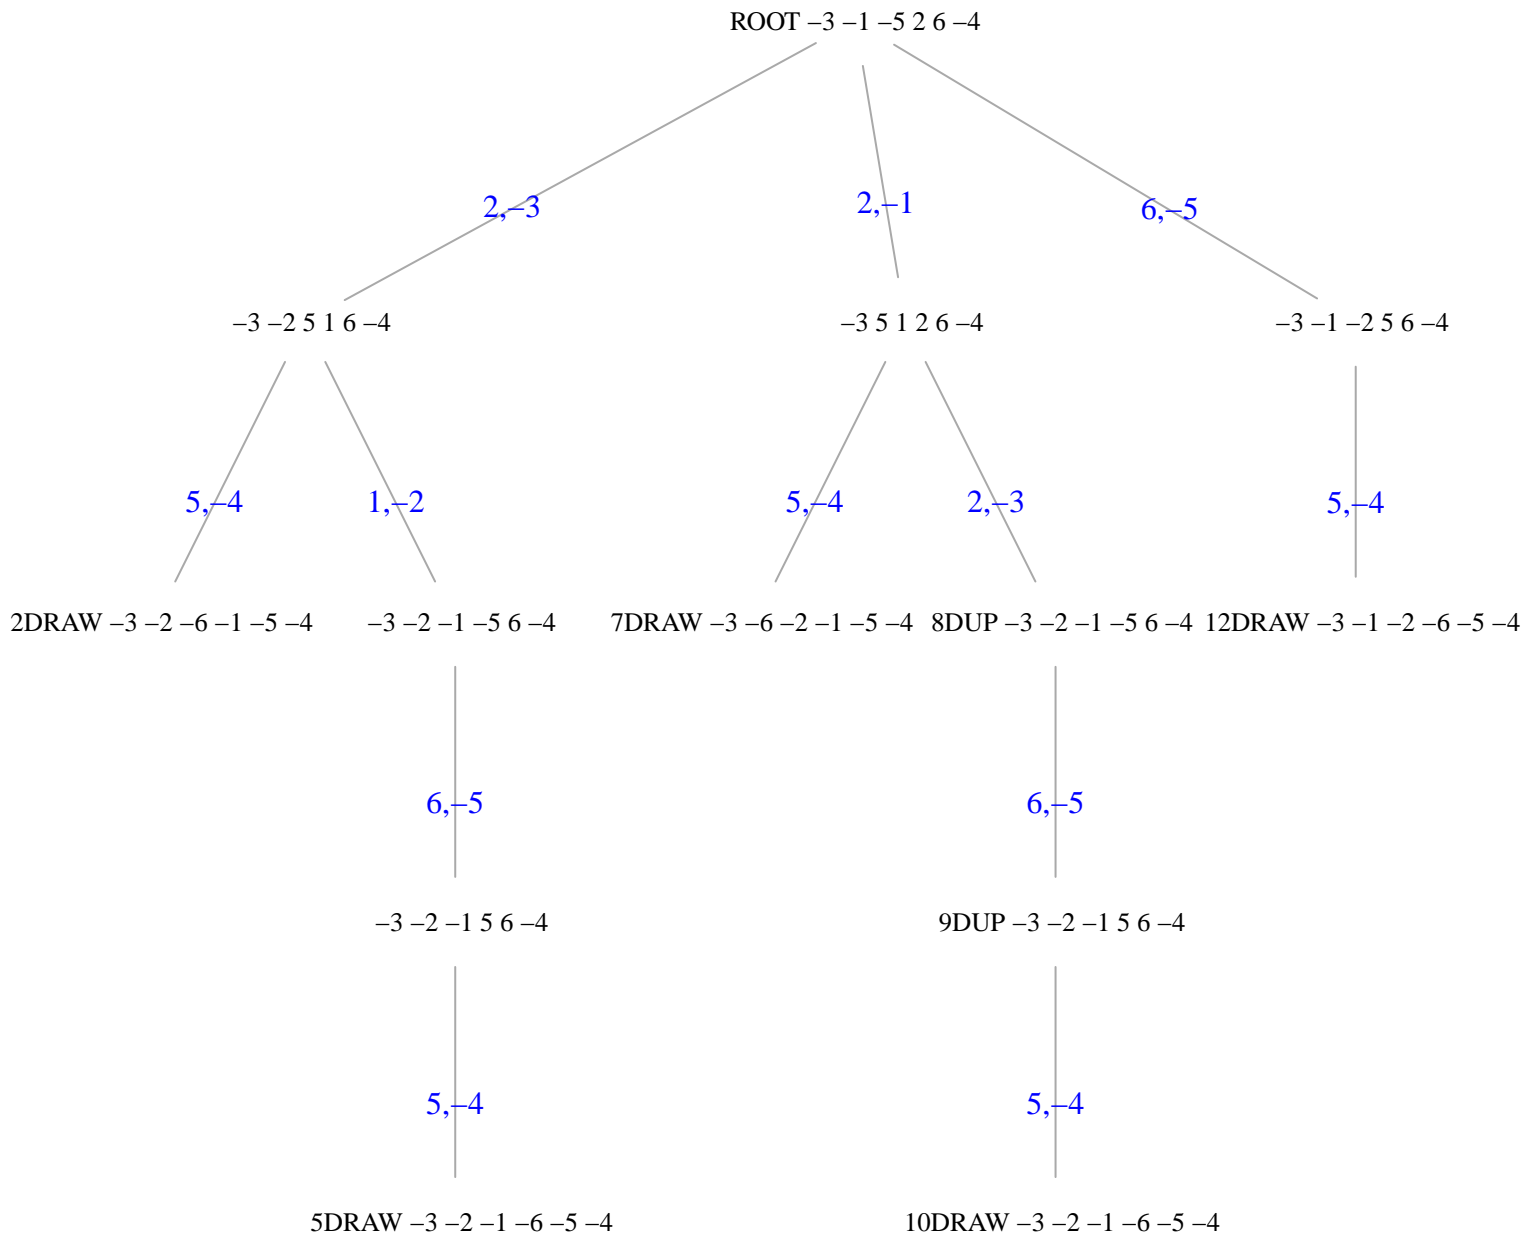 ROOT –3 –1 –5 2 6 –4
2,–3
2,–1
6,–5
–3 –2 5 1 6 –4
–3 5 1 2 6 –4
–3 –1 –2 5 6 –4
5,–4
1,–2
5,–4
2,–3
5,–4
2DRAW –3 –2 –6 –1 –5 –4
–3 –2 –1 –5 6 –4
7DRAW –3 –6 –2 –1 –5 –4
8DUP –3 –2 –1 –5 6 –4
12DRAW –3 –1 –2 –6 –5 –4
6,–5
6,–5
–3 –2 –1 5 6 –4
9DUP –3 –2 –1 5 6 –4
5,–4
5,–4
5DRAW –3 –2 –1 –6 –5 –4
10DRAW –3 –2 –1 –6 –5 –4